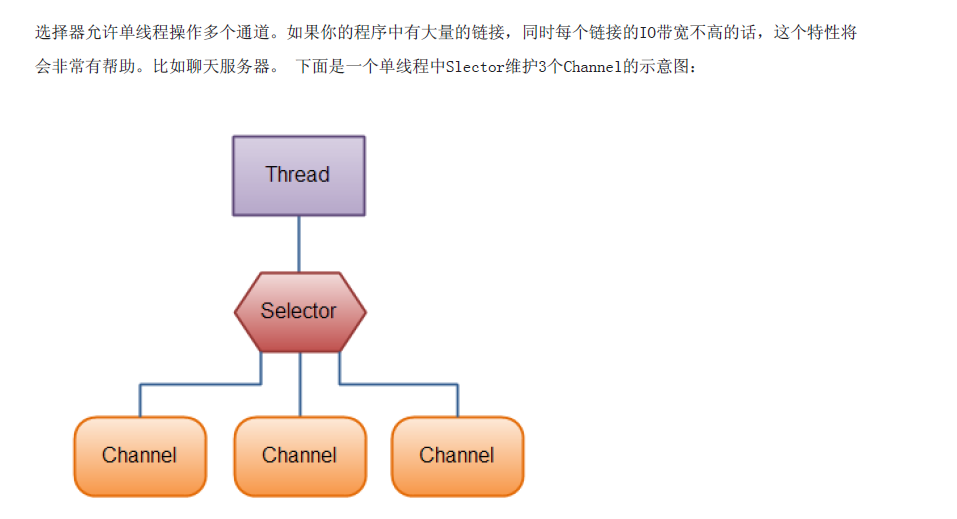 选择器允许单线程操作多个通道。如果你的程序中有大量的链接，同时每个链接的IO带宽不高的话，这个特性将
会非常有帮助。比如聊天服务器。 下面是一个单线程中Slector维护3个Channel的示意图：
Thread
Selector
Channel
Channel
Channel